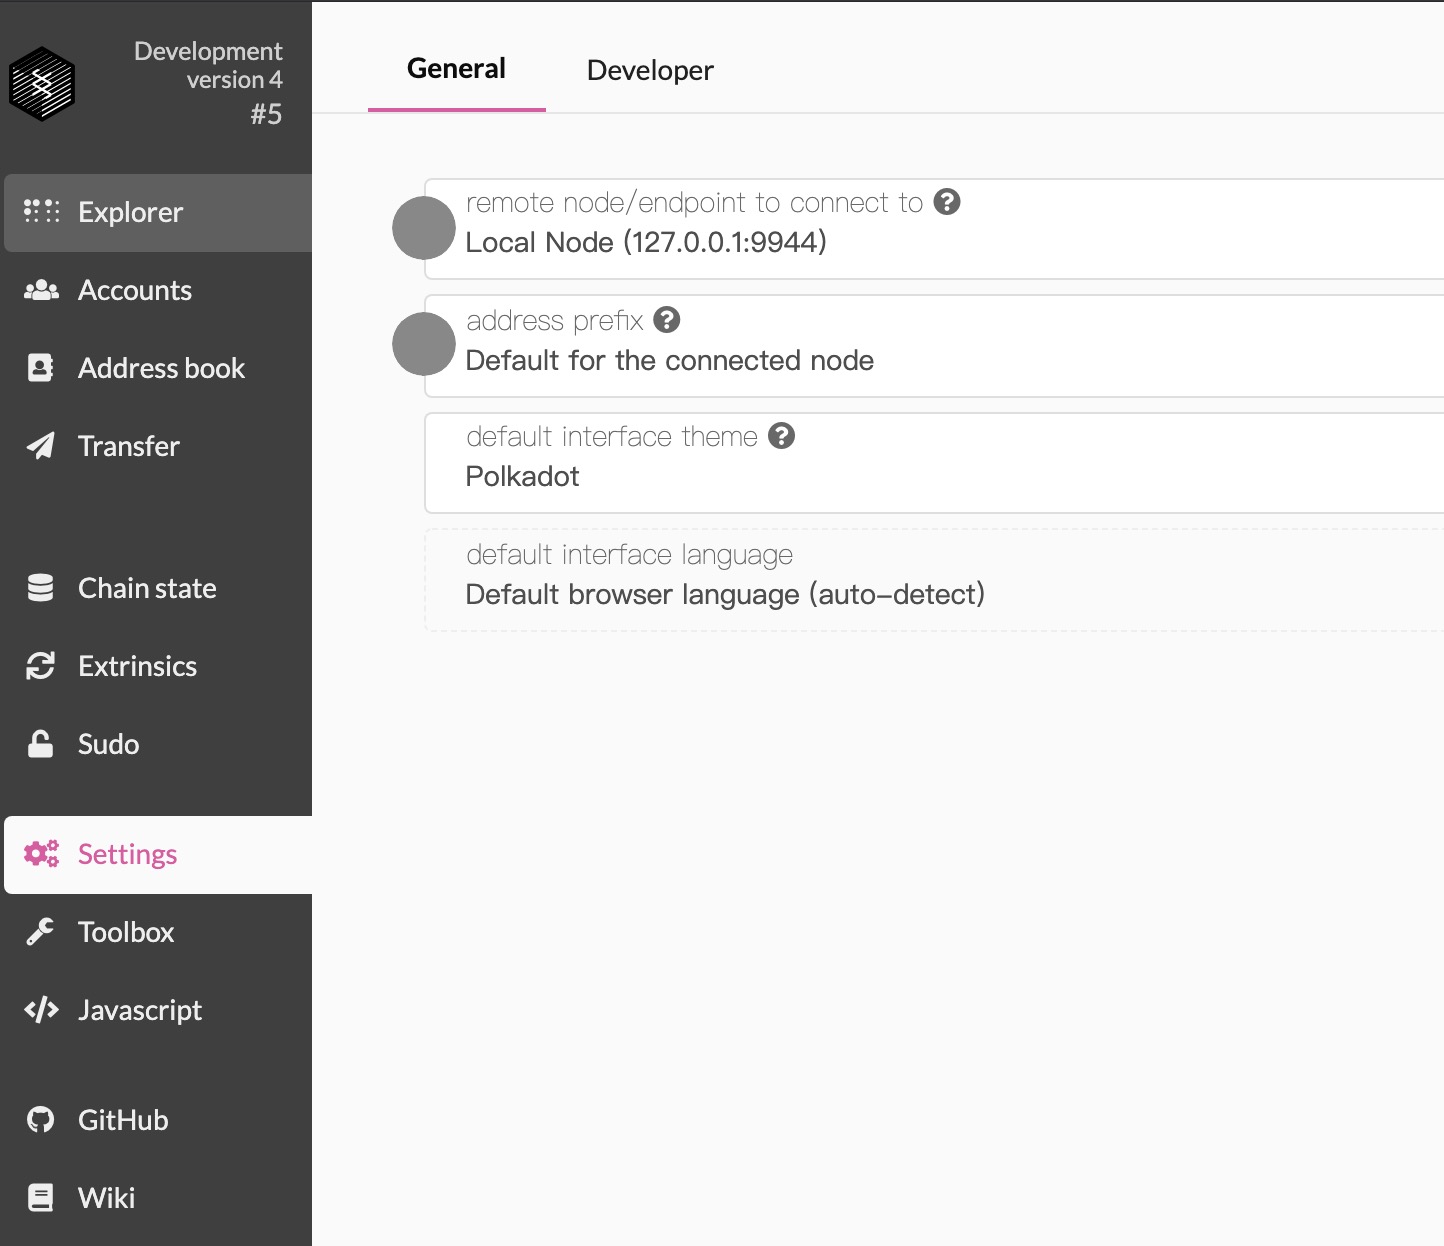 Development
version 4
#5
Explorer
Accounts
Address book
Transfer
Chain state
Extrinsics
Sudo
Settings
Toolbox
Javascript
GitHub
Wiki
General
Developer
remote node/endpoint to connect to
Local Node (127.0.0.1:9944)
address prefix
Default for the connected node
default interface theme
Polkadot
default interface language
Default browser language (auto-detect)